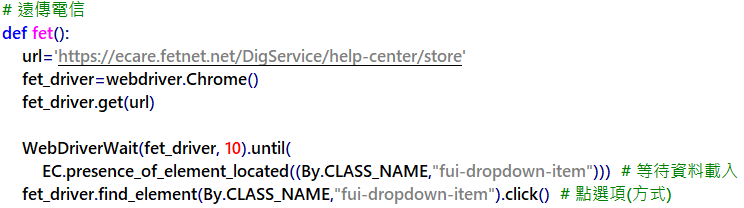 # 遠傳電信
def fet():
url='https://ecare.fetnet.net/DigService/help-center/store'
fet_driver=webdriver.Chrome()
fet_driver.get(url)
WebDriverWait(fet_driver, 10).until(
EC.presence_of_element_located((By.CLASS_NAME,"fui-dropdown-item")))  # 等待資料載入
fet_driver.find_element(By.CLASS_NAME,"fui-dropdown-item").click()  # 點選項(方式)